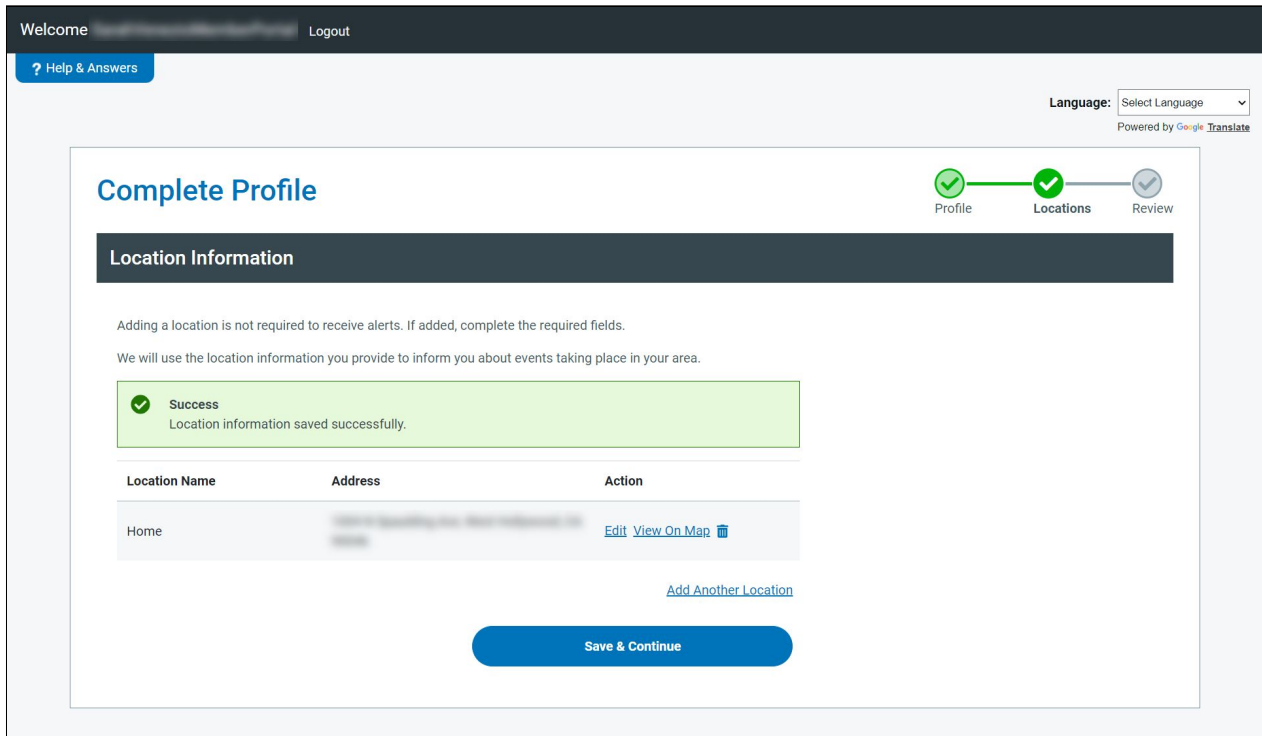 Welcome Logout
? Help & Answers
Language: Select Language
Powered by Google Translate
Complete Profile
Profile Locations Review
Location Information
Adding a location is not required to receive alerts. If added, complete the required fields.
We will use the location information you provide to inform you about events taking place in your area.
Success
Location information saved successfully.
Location Name Address Action
Home Edit View On Map
Add Another Location
Save & Continue